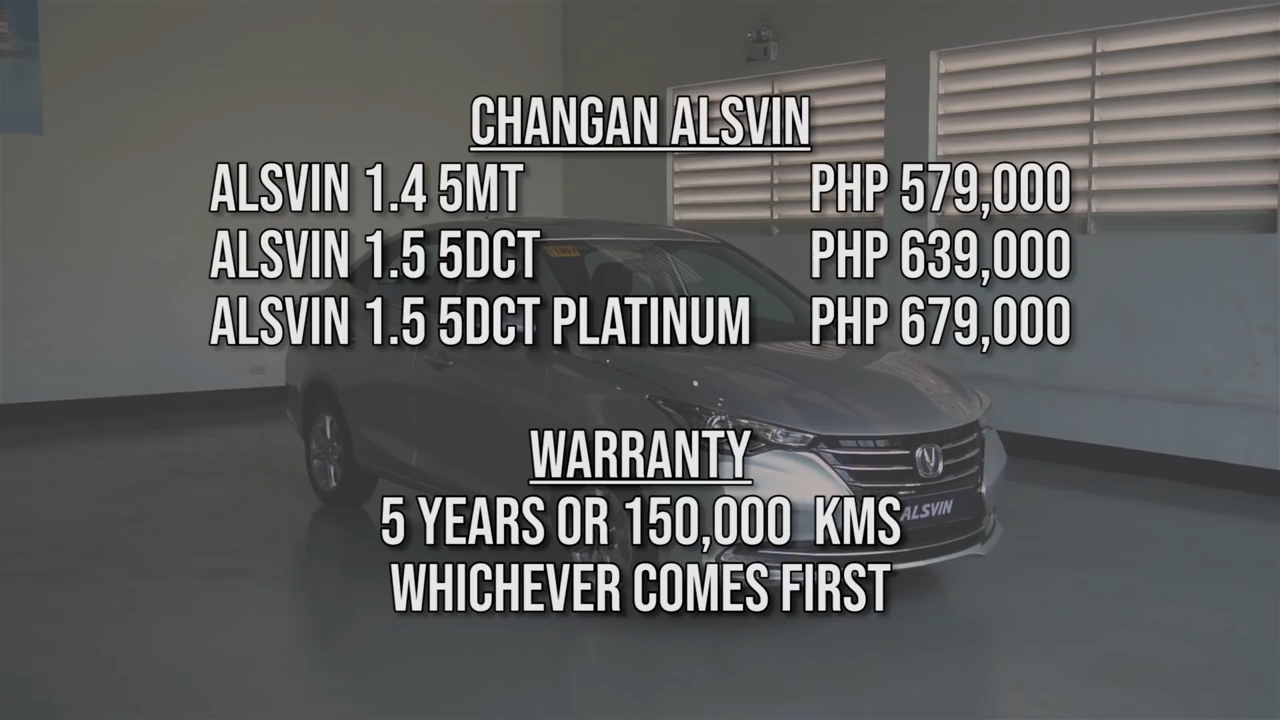 CHANGAN ALSVIN
ALSVIN 1.4 5MT PHP 579,000
ALSVIN 1.5 5DCT PHP 639,000
ALSVIN 1.5 5DCT PLATINUM PHP 679,000
WARRANTY
5 YEARS OR 150,000 KMS
ALSVIN
WHICHEVER COMES FIRST